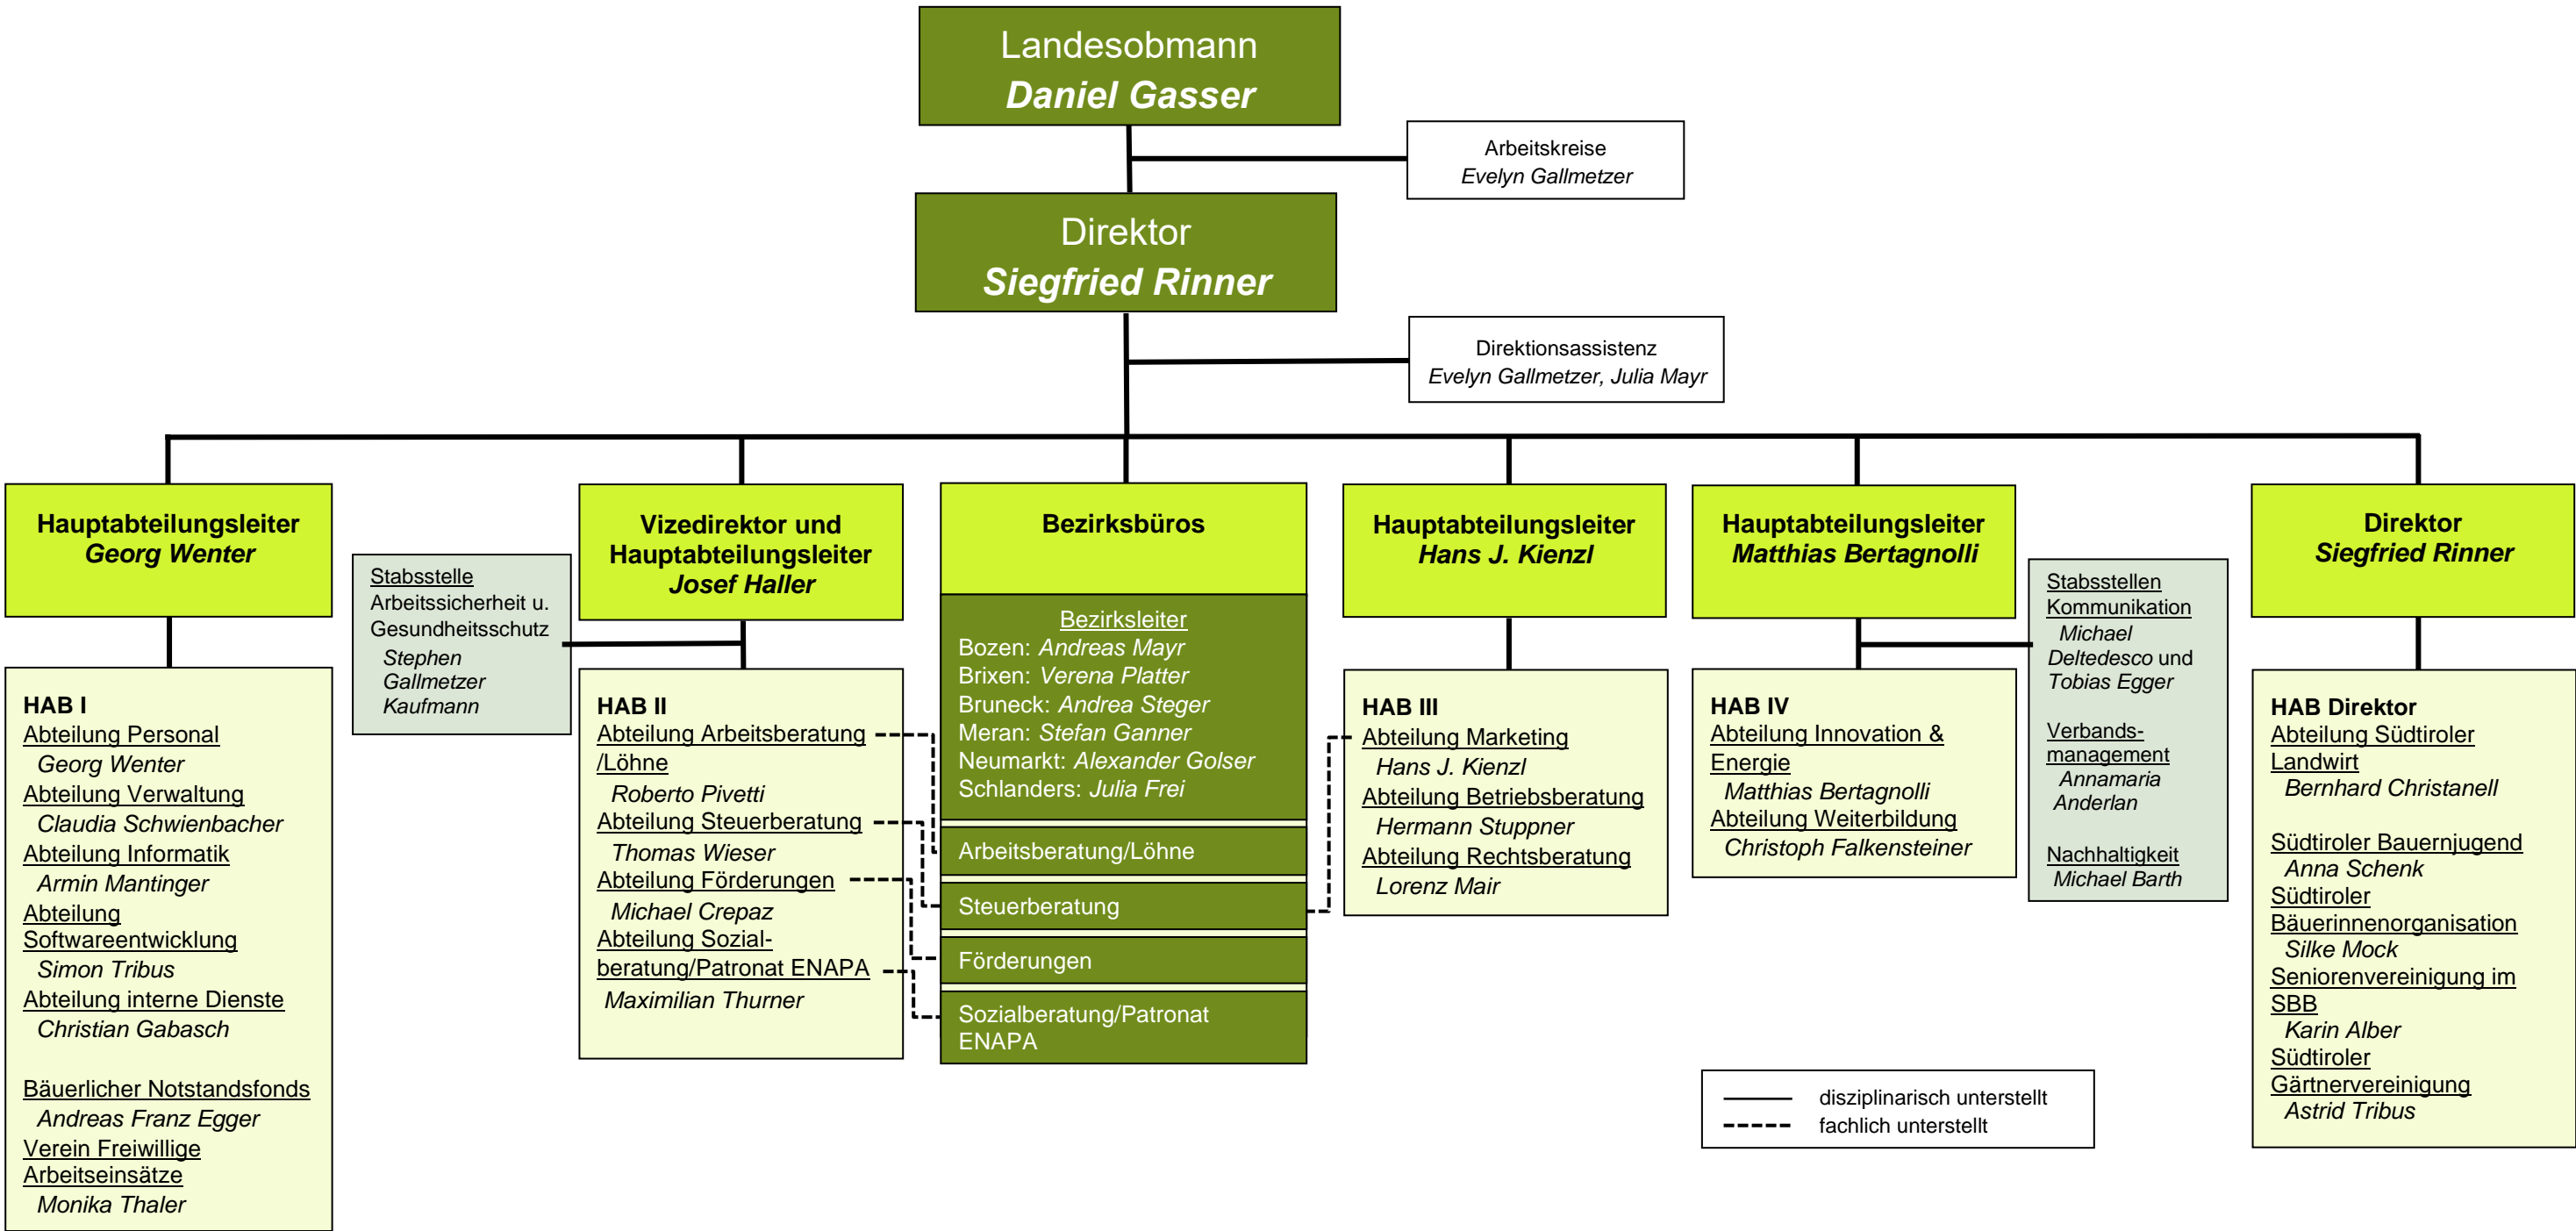 Landesobmann
Daniel Gasser
Arbeitskreise
Evelyn Gallmetzer
Direktor
Siegfried Rinner
Direktionsassistenz
Evelyn Gallmetzer, Julia Mayr
Hauptabteilungsleiter
Georg Wenter
HAB I
Abteilung Personal
Georg Wenter
Abteilung Verwaltung
Claudia Schwienbacher
Abteilung Informatik
Armin Mantinger
Abteilung
Softwareentwicklung
Simon Tribus
Abteilung interne Dienste
Christian Gabasch
Bäuerlicher Notstandsfonds
Andreas Franz Egger
Verein Freiwillige
Arbeitseinsätze
Monika Thaler
Stabsstelle
Arbeitssicherheit u.
Gesundheitsschutz
Stephen
Gallmetzer
Kaufmann
Vizedirektor und
Hauptabteilungsleiter
Josef Haller
HAB II
Abteilung Arbeitsberatung
/Löhne
Roberto Pivetti
Abteilung Steuerberatung
Thomas Wieser
Abteilung Förderungen
Michael Crepaz
Abteilung Sozial-
beratung/Patronat ENAPA
Maximilian Thurner
Bezirksbüros
Bezirksleiter
Bozen: Andreas Mayr
Brixen: Verena Platter
Bruneck: Andrea Steger
Meran: Stefan Ganner
Neumarkt: Alexander Golser
Schlanders: Julia Frei
Arbeitsberatung/Löhne
Steuerberatung
Förderungen
Sozialberatung/Patronat
ENAPA
Hauptabteilungsleiter
Hans J. Kienzl
HAB III
Abteilung Marketing
Hans J. Kienzl
Abteilung Betriebsberatung
Hermann Stuppner
Abteilung Rechtsberatung
Lorenz Mair
Hauptabteilungsleiter
Matthias Bertagnolli
HAB IV
Abteilung Innovation &
Energie
Matthias Bertagnolli
Abteilung Weiterbildung
Christoph Falkensteiner
Stabsstellen
Kommunikation
Michael
Deltedesco und
Tobias Egger
Verbands-
management
Annamaria
Anderlan
Nachhaltigkeit
Michael Barth
Direktor
Siegfried Rinner
HAB Direktor
Abteilung Südtiroler
Landwirt
Bernhard Christanell
Südtiroler Bauernjugend
Anna Schenk
Südtiroler
Bäuerinnenorganisation
Silke Mock
Seniorenvereinigung im
SBB
Karin Alber
Südtiroler
Gärtnervereinigung
Astrid Tribus
disziplinarisch unterstellt
fachlich unterstellt